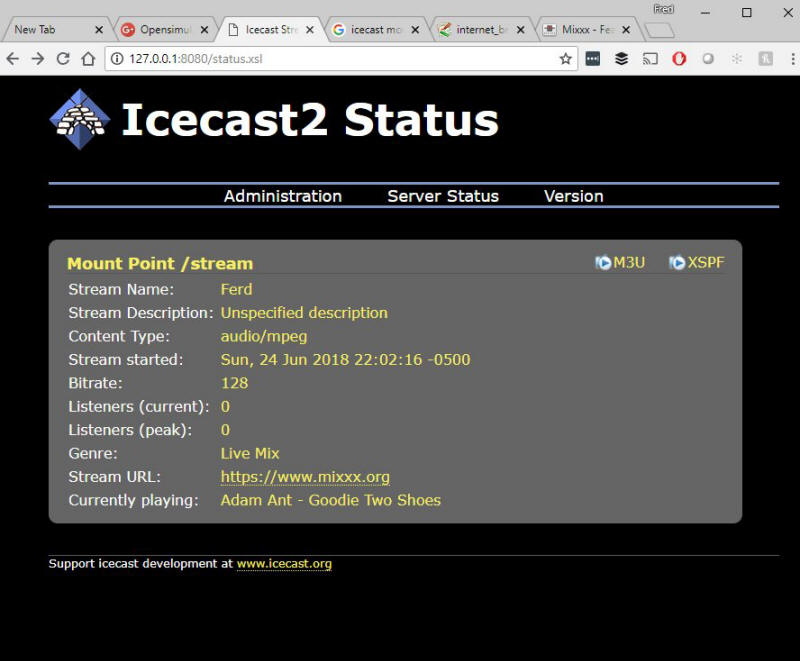 Fred
New Tab
Opensimul
Icecast Stre
icecast mo
internet_br
Mixxx - Fea
127.0.0.1:8080/status.xsl
Icecast2 Status
Administration Server Status Version
Mount Point /stream M3U XSPF
Stream Name: Ferd
Stream Description: Unspecified description
Content Type: audio/mpeg
Stream started: Sun, 24 Jun 2018 22:02:16 -0500
Bitrate: 128
Listeners (current): 0
Listeners (peak): 0
Genre: Live Mix
Stream URL: https://www.mixxx.org
Currently playing: Adam Ant - Goodie Two Shoes
Support icecast development at www.icecast.org